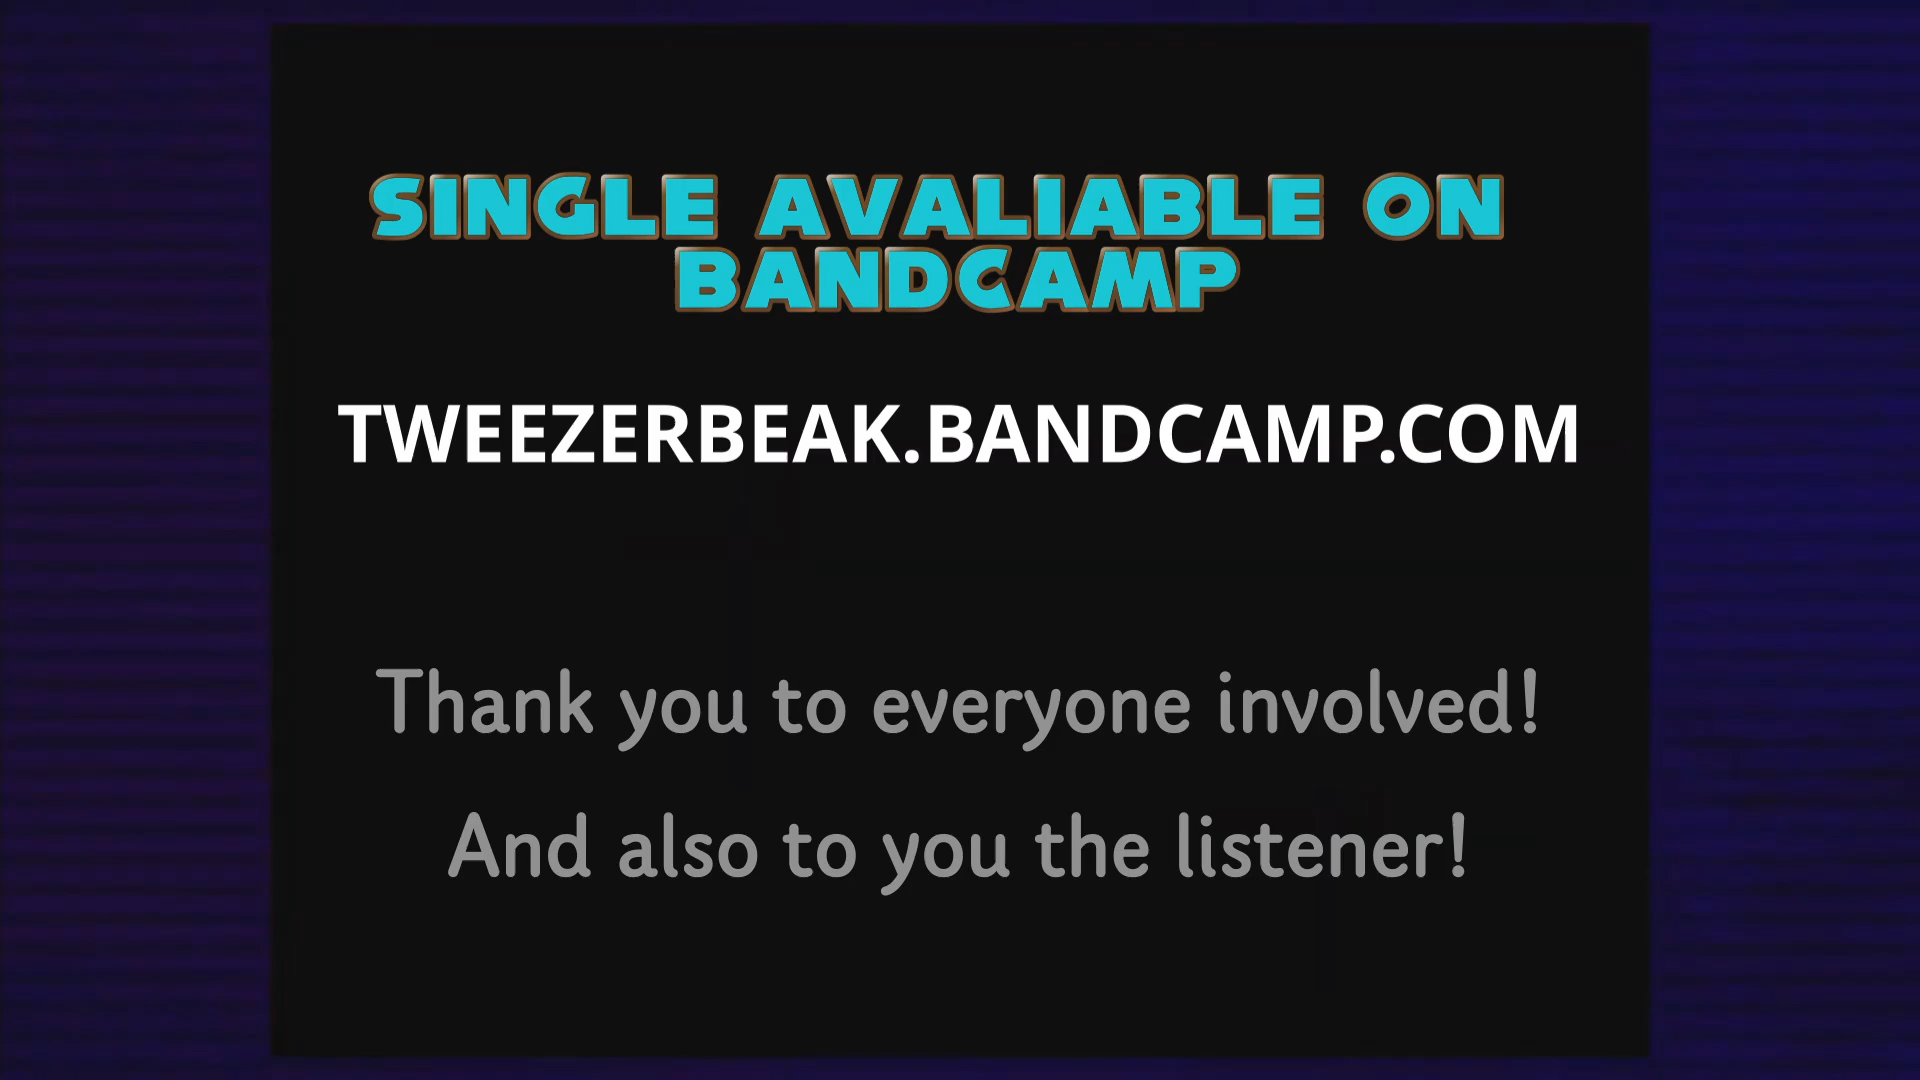 SINGLE AVALIABLE ON
BANDCAMP
TWEEZERBEAK.BANDCAMP.COM
Thank you to everyone involved!
And also to you the listener!